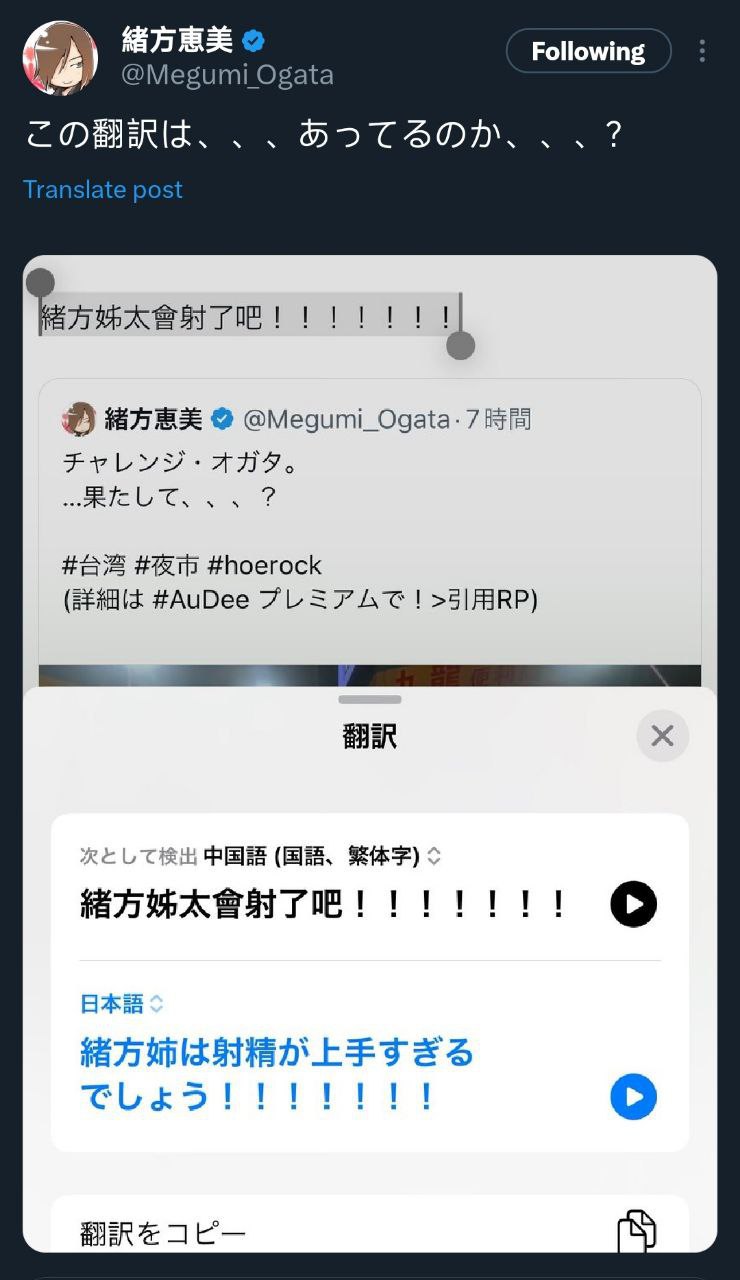 緒方恵美
@Megumi_Ogata
Following
この翻訳は、、、あってるのか、、、?
Translate post
緒方姊太會射了吧！！！！！！！
緒方恵美 @Megumi_Ogata·7時間
チャレンジ・オガタ。
...果たして、、、？
#台湾 #夜市 #hoerock
(詳細は #AuDee プレミアムで！>引用RP)
九龍便利
翻訳
次として検出 中国語 (国語、繁体字)
緒方姊太會射了吧！！！！！！！
日本語
緒方姉は射精が上手すぎる
でしょう！！！！！！！
翻訳をコピー